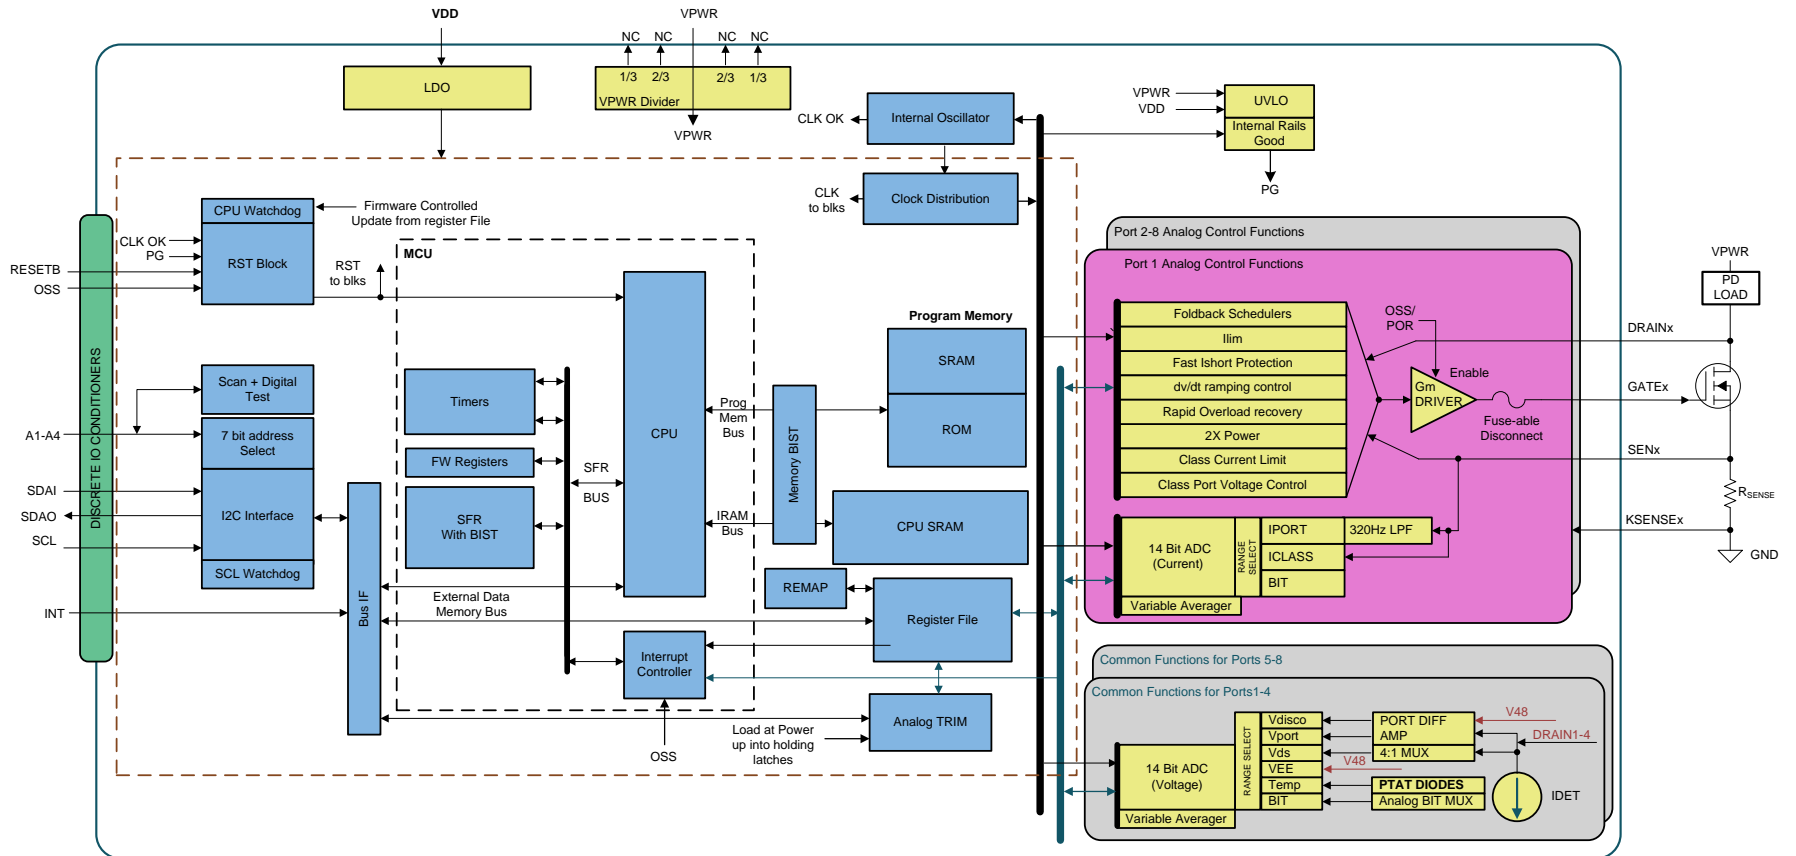 VDD
VPWR
NC
NC
NC
NC
1/3
2/3
2/3
1/3
LDO
VPWR Divider
VPWR
CLK OK
Internal Oscillator
VPWR
VDD
UVLO
Internal Rails
Good
PG
CLK
to blks
Clock Distribution
CPU Watchdog
Firmware Controlled
Update from register File
CLK OK
PG
RESETB
OSS
RST Block
RST
to blks
MCU
DISCRETE IO CONDITIONERS
Scan + Digital
Test
A1-A4
7 bit address
Select
SDAI
SDAO
SCL
I2C Interface
SCL Watchdog
INT
Bus IF
Timers
FW Registers
SFR
With BIST
SFR
BUS
CPU
External Data
Memory Bus
Interrupt
Controller
OSS
Prog
Mem
Bus
IRAM
Bus
Memory BIST
Program Memory
SRAM
ROM
CPU SRAM
REMAP
Register File
Analog TRIM
Load at Power
up into holding
latches
Port 2-8 Analog Control Functions
Port 1 Analog Control Functions
Foldback Schedulers
Ilim
Fast Ishort Protection
dv/dt ramping control
Rapid Overload recovery
2X Power
Class Current Limit
Class Port Voltage Control
OSS/
POR
Enable
Gm
DRIVER
Fuse-able
Disconnect
14 Bit ADC
(Current)
RANGE
SELECT
IPORT
320Hz LPF
ICLASS
BIT
Variable Averager
VPWR
PD
LOAD
DRAINx
GATEx
SENx
RSENSE
KSENSEx
GND
Common Functions for Ports 5-8
Common Functions for Ports1-4
14 Bit ADC
(Voltage)
Variable Averager
RANGE SELECT
Vdisco
Vport
Vds
VEE
Temp
BIT
PORT DIFF
AMP
4:1 MUX
V48
DRAIN1-4
V48
PTAT DIODES
Analog BIT MUX
IDET